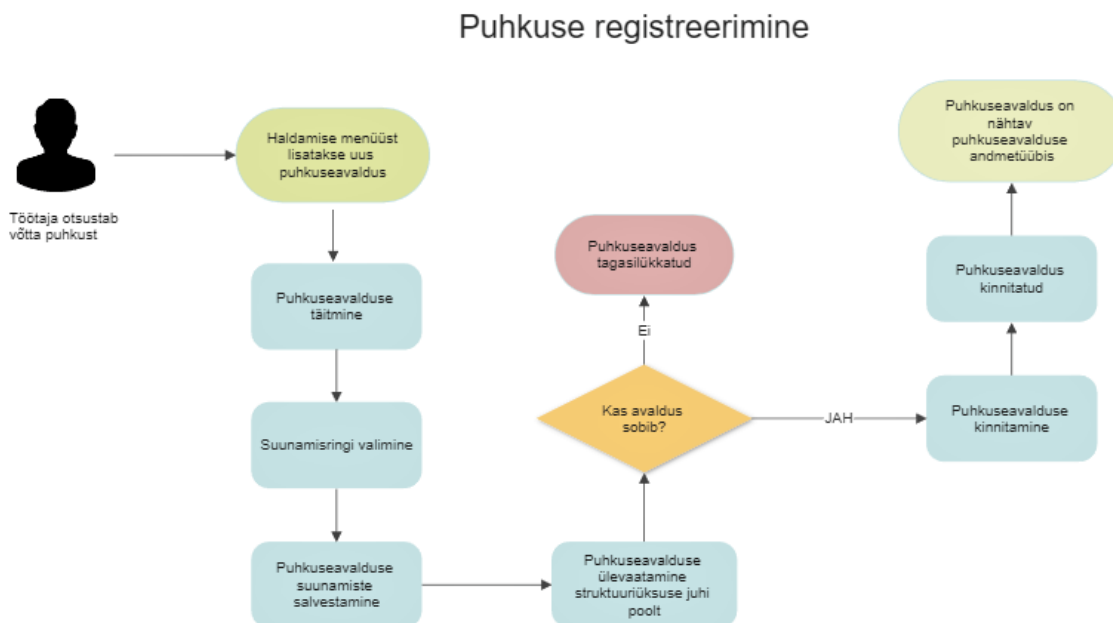 Puhkuse registreerimine
Töötaja otsustab
võtta puhkust
Haldamise menüüst
lisatakse uus
puhkuseavaldus
Puhkuseavalduse
täitmine
Suunamisringi valimine
Puhkuseavalduse
suunamiste
salvestamine
Puhkuseavalduse
ülevaatamine
struktuuriüksuse juhi
poolt
Kas avaldus
sobib?
Ei
Puhkuseavaldus
tagasilükkatud
JAH
Puhkuseavalduse
kinnitamine
Puhkuseavaldus
kinnitatud
Puhkuseavaldus on
nähtav
puhkuseavalduse
andmetüübis